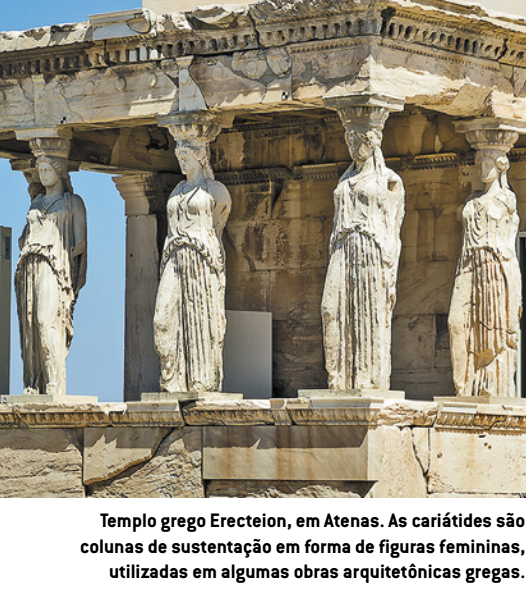 Templo grego Erecteion, em Atenas. As cariátides são
colunas de sustentação em forma de figuras femininas,
utilizadas em algumas obras arquitetônicas gregas.